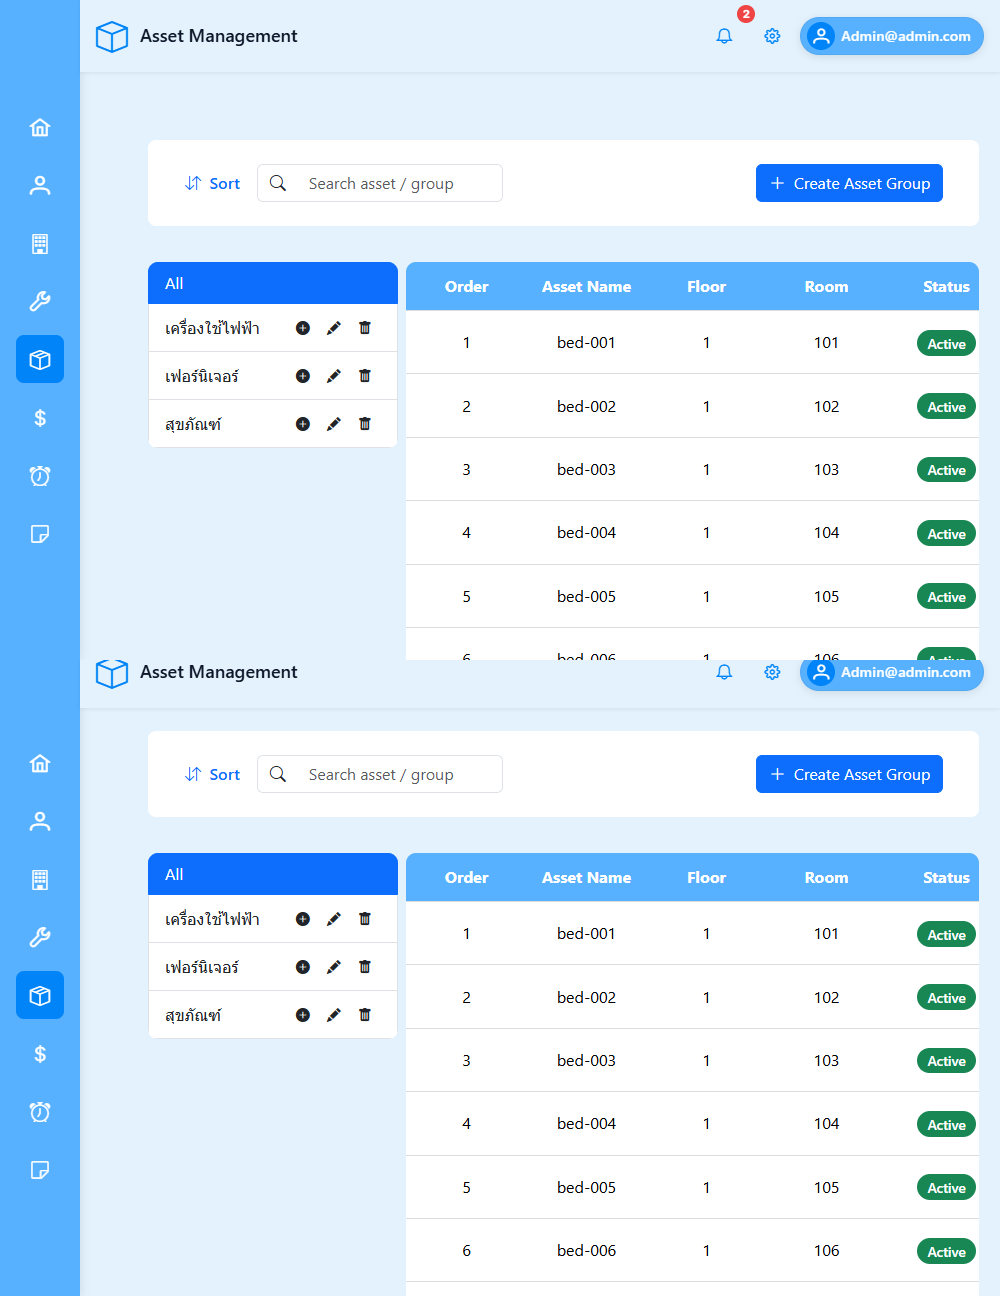 Asset Management
2
Admin@admin.com
Sort
Search asset / group
Create Asset Group
All
เครื่องใช้ไฟฟ้า
เฟอร์นิเจอร์
สุขภัณฑ์
Order Asset Name Floor Room Status
1 bed-001 1 101 Active
2 bed-002 1 102 Active
3 bed-003 1 103 Active
4 bed-004 1 104 Active
5 bed-005 1 105 Active
6 bed-006 1 106 Active
Asset Management
Admin@admin.com
Sort
Search asset / group
Create Asset Group
All
เครื่องใช้ไฟฟ้า
เฟอร์นิเจอร์
สุขภัณฑ์
Order Asset Name Floor Room Status
1 bed-001 1 101 Active
2 bed-002 1 102 Active
3 bed-003 1 103 Active
4 bed-004 1 104 Active
5 bed-005 1 105 Active
6 bed-006 1 106 Active